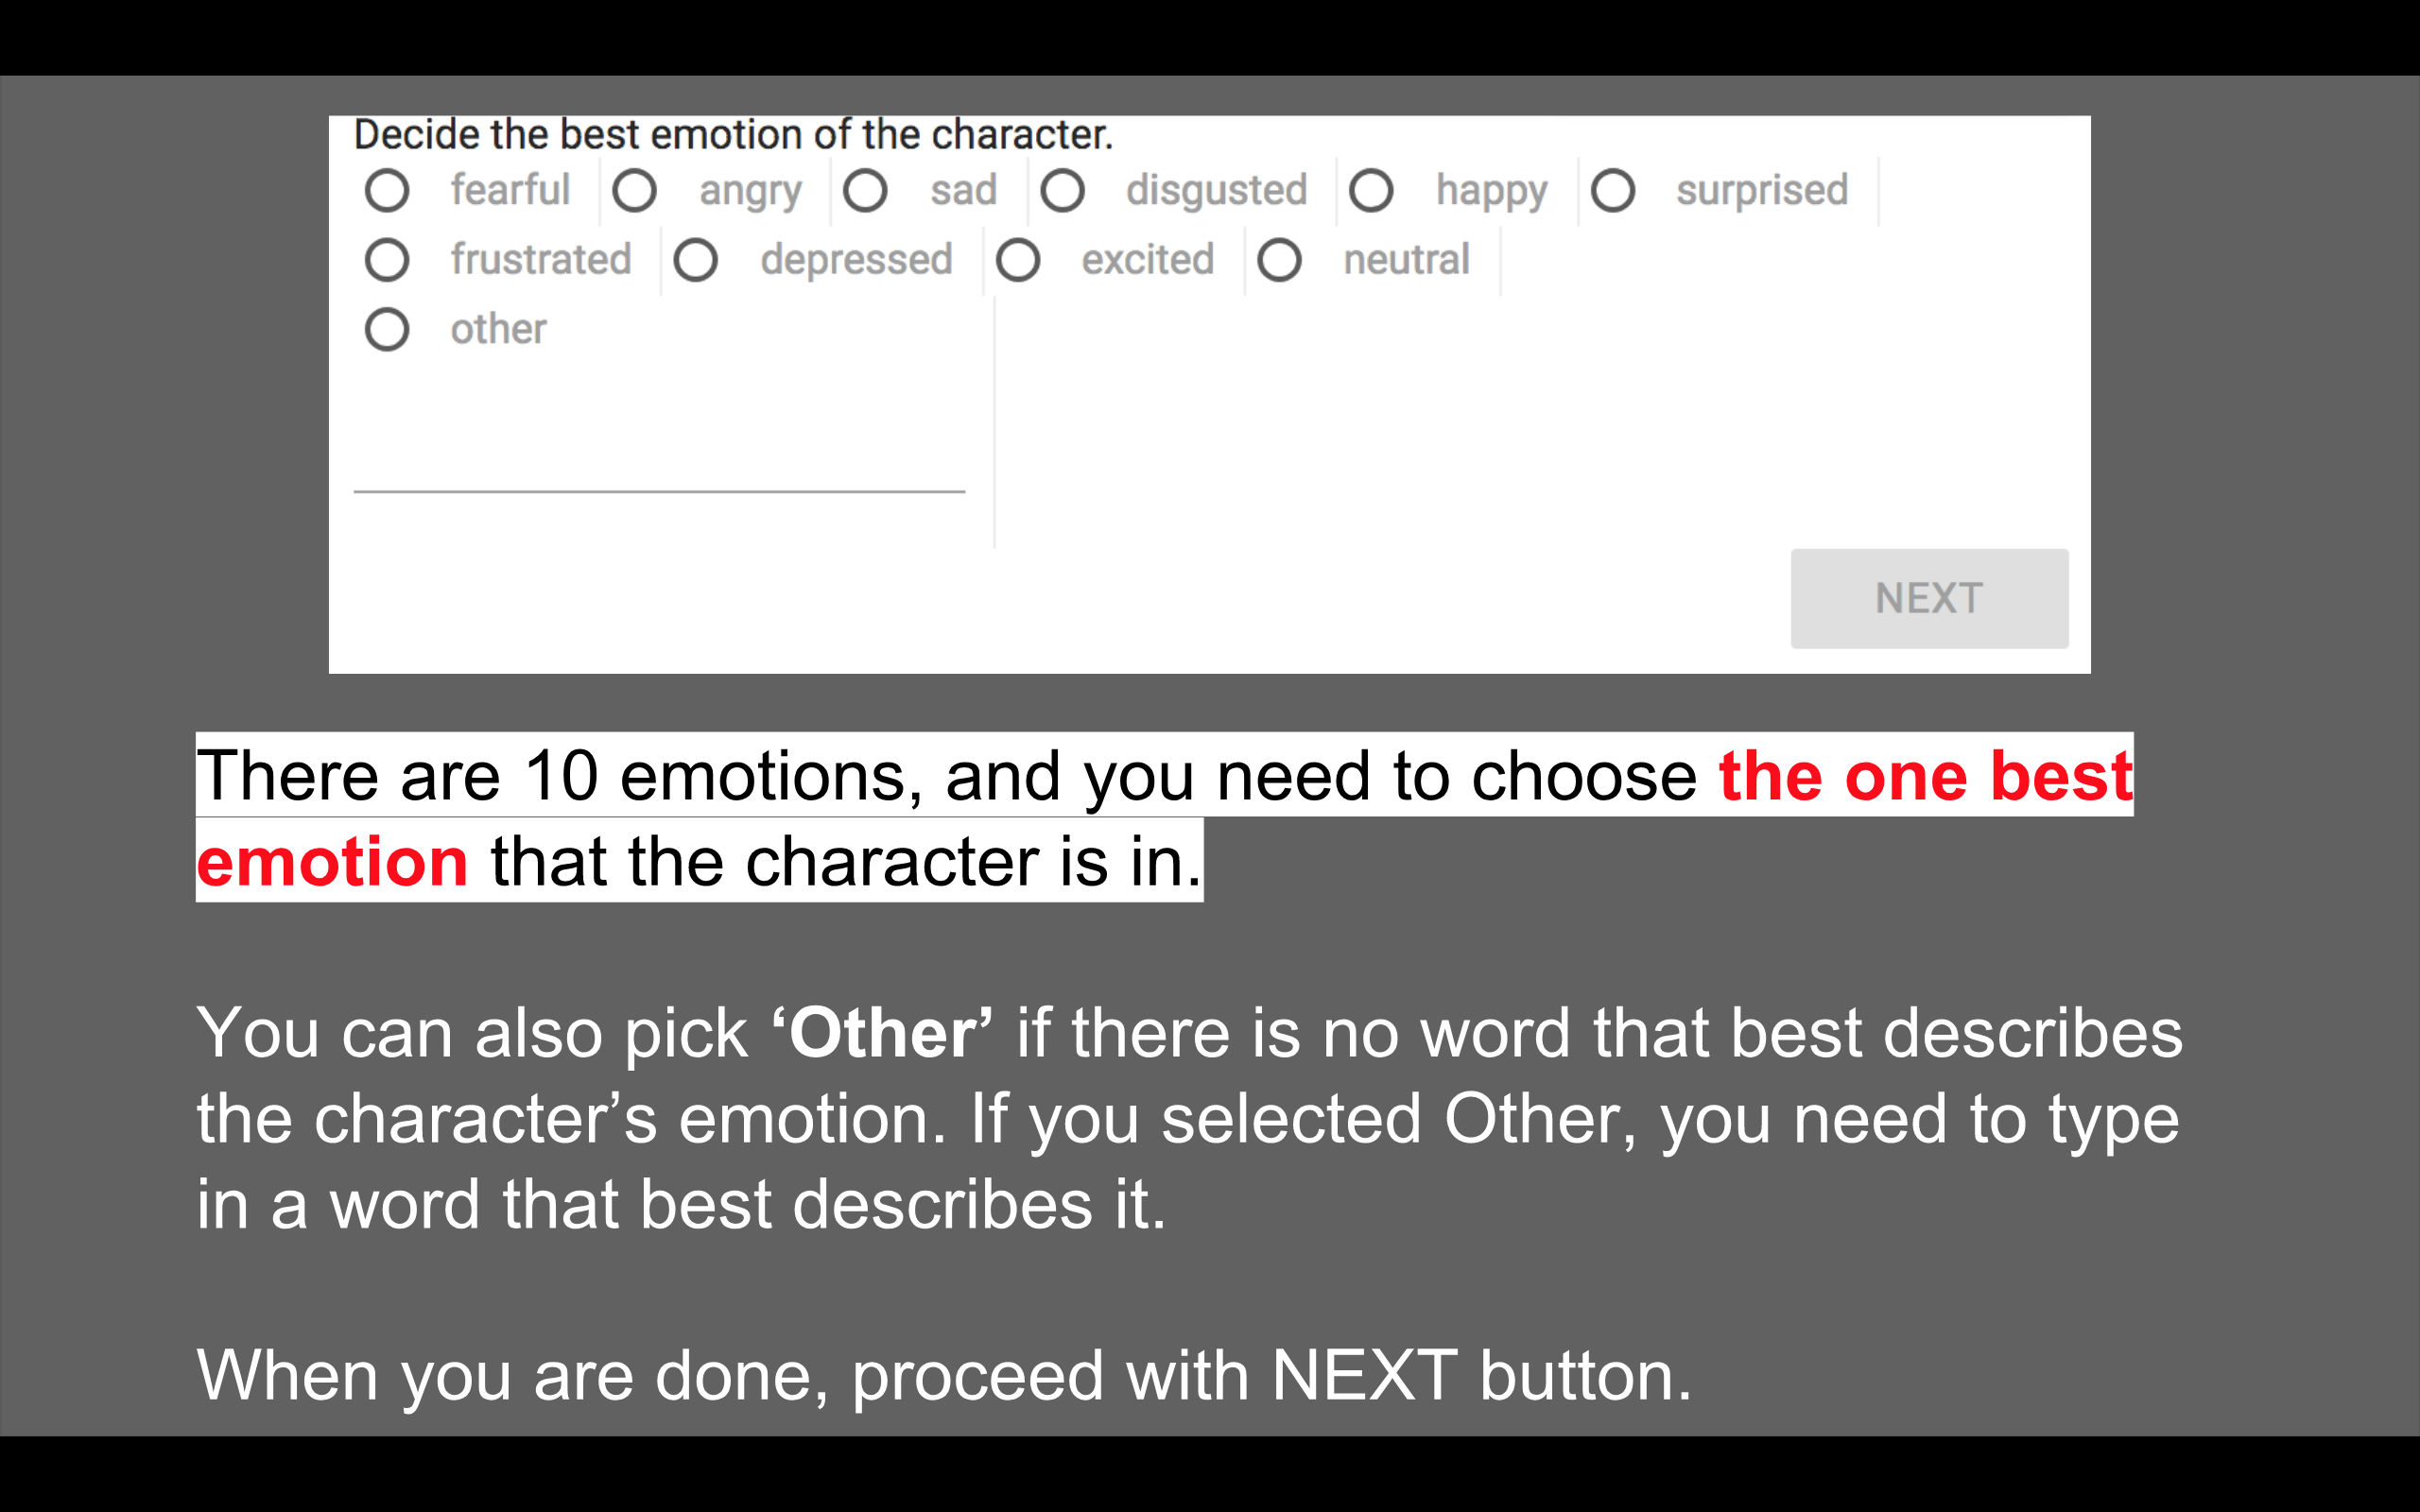 Decide the best emotion of the character.
fearful angry sad disgusted happy surprised
frustrated depressed excited neutral
other
NEXT
There are 10 emotions, and you need to choose the one best
emotion that the character is in.
You can also pick ‘Other’ if there is no word that best describes
the character’s emotion. If you selected Other, you need to type
in a word that best describes it.
When you are done, proceed with NEXT button.